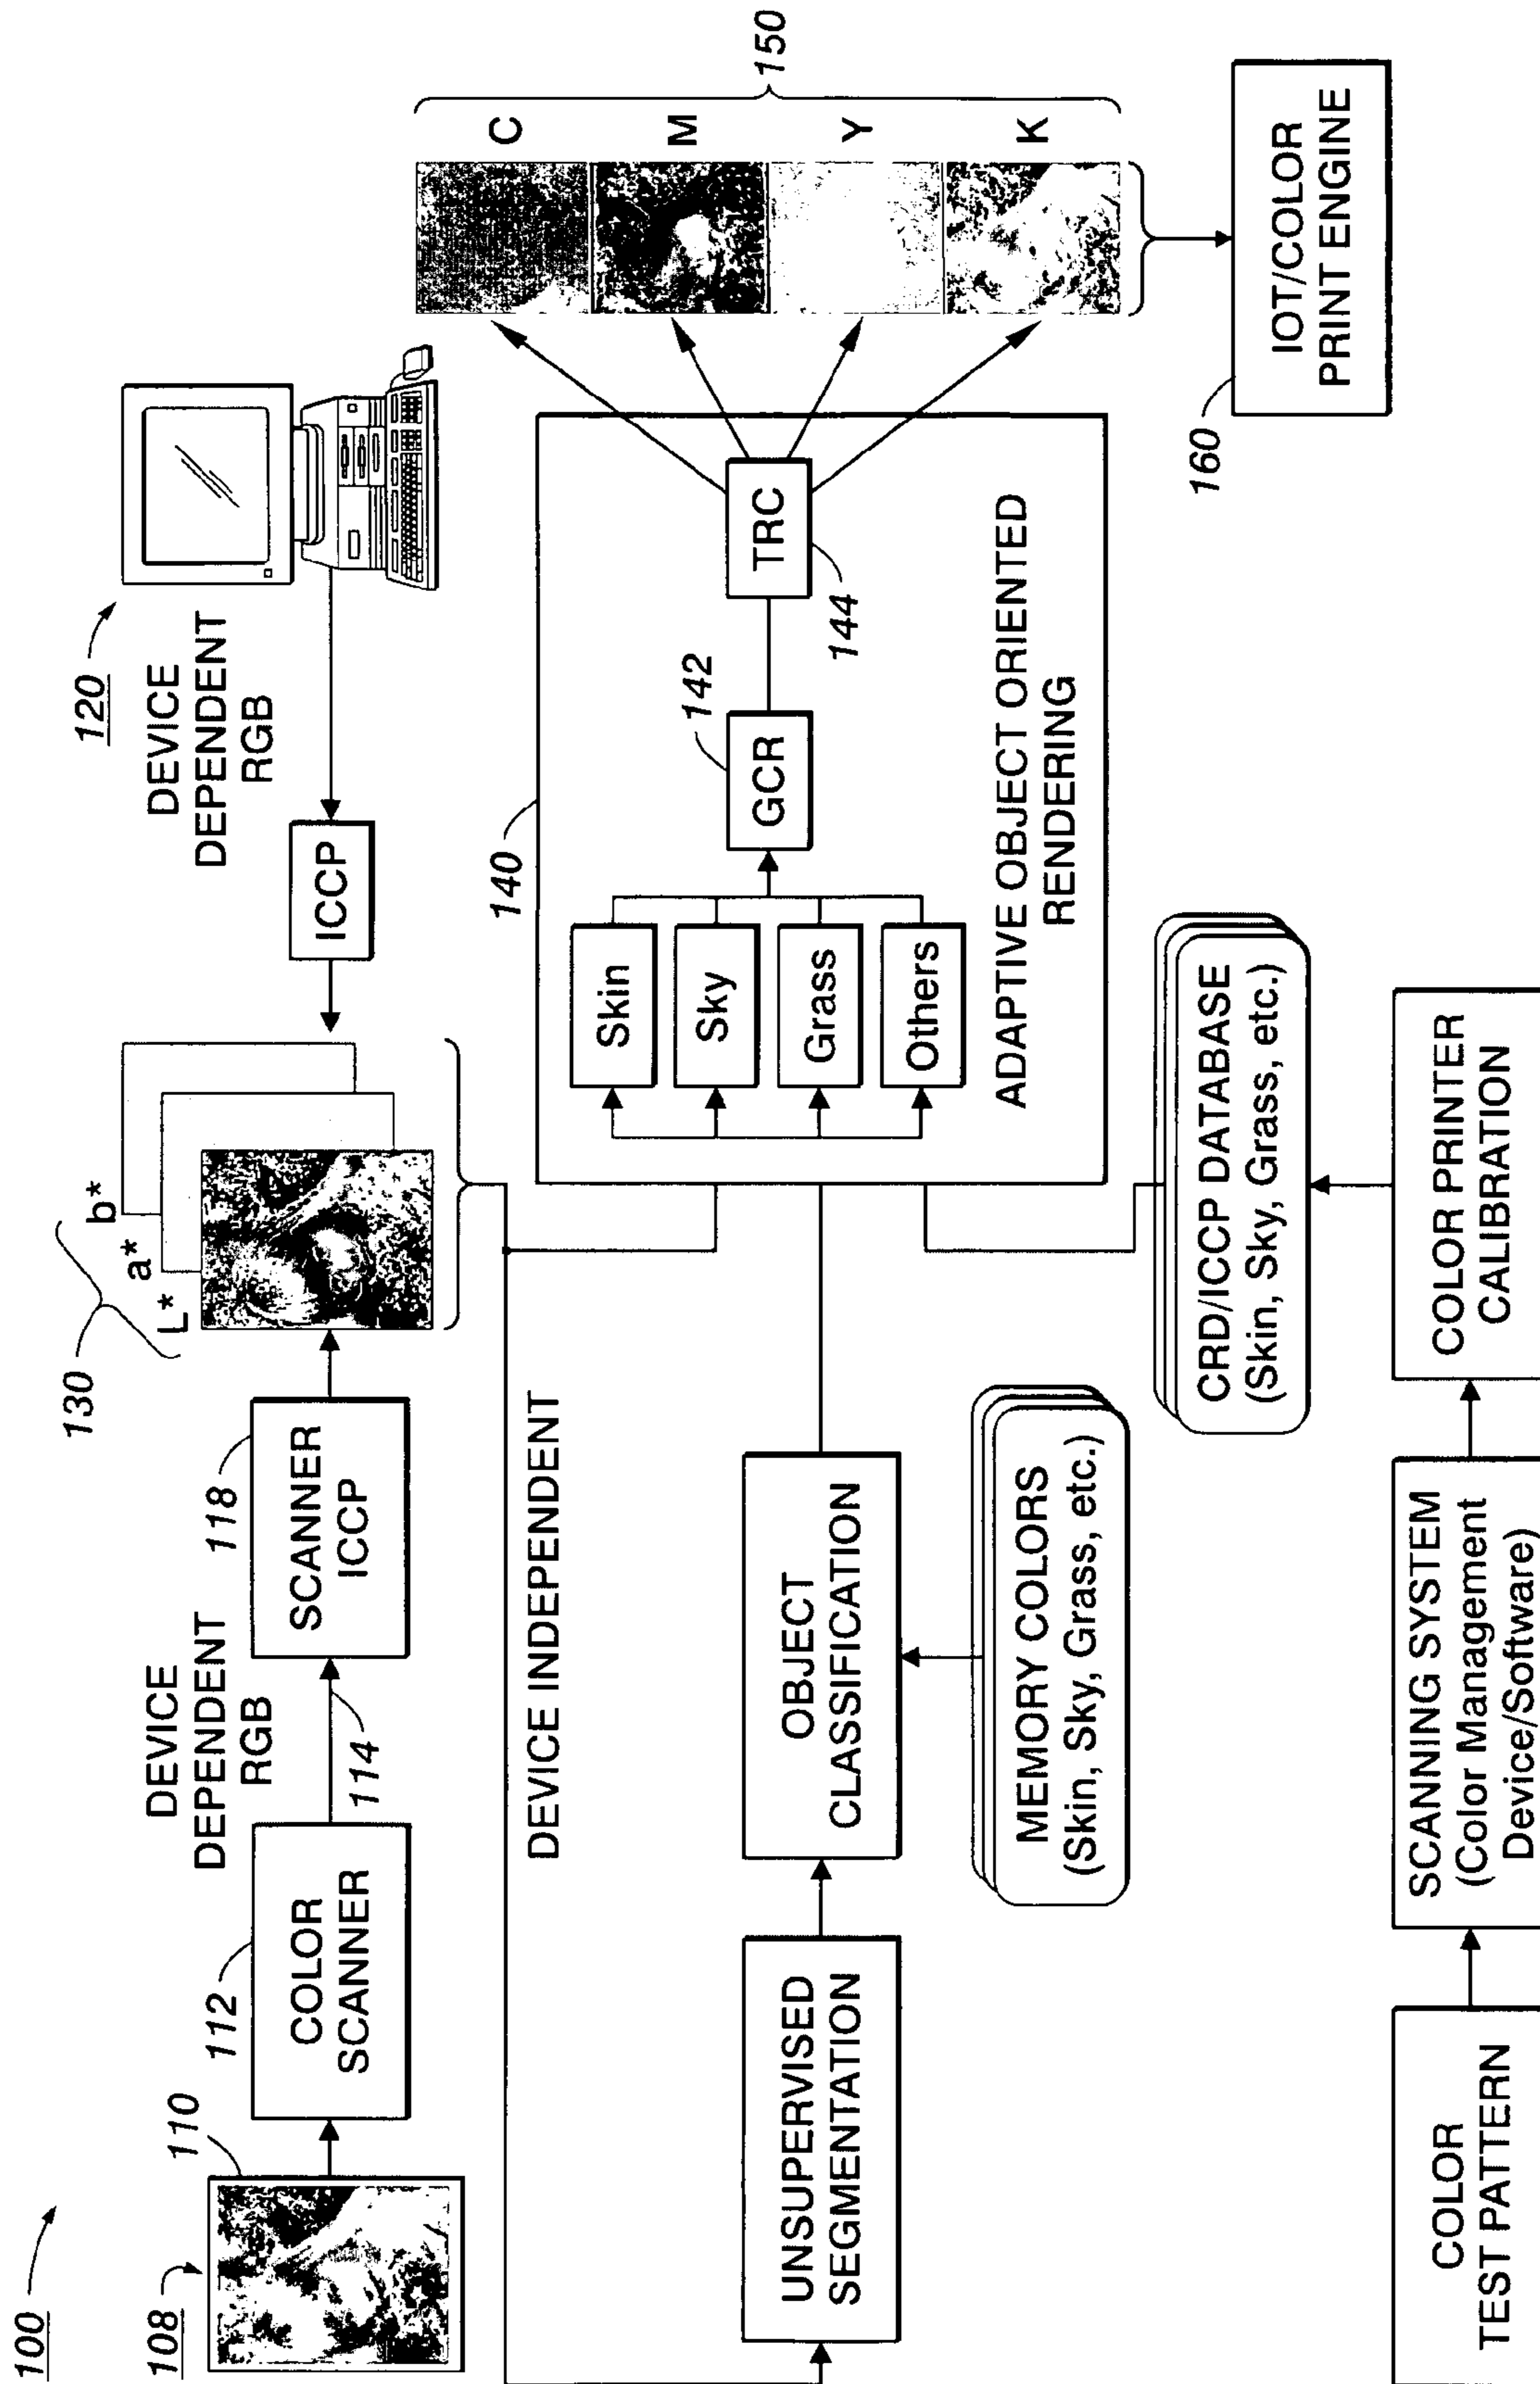 100
108
110
112
COLOR
SCANNER
DEVICE
DEPENDENT
RGB
114
118
SCANNER
ICCP
130
L*
a*
b*
ICCP
DEVICE
DEPENDENT
RGB
120
DEVICE INDEPENDENT
UNSUPERVISED
SEGMENTATION
OBJECT
CLASSIFICATION
MEMORY COLORS
(Skin, Sky, Grass, etc.)
140
Skin
Sky
Grass
Others
GCR
142
TRC
144
ADAPTIVE OBJECT ORIENTED
RENDERING
C
M
Y
K
150
160
IOT/COLOR
PRINT ENGINE
CRD/ICCP DATABASE
(Skin, Sky, Grass, etc.)
COLOR
TEST PATTERN
SCANNING SYSTEM
(Color Management
Device/Software)
COLOR PRINTER
CALIBRATION